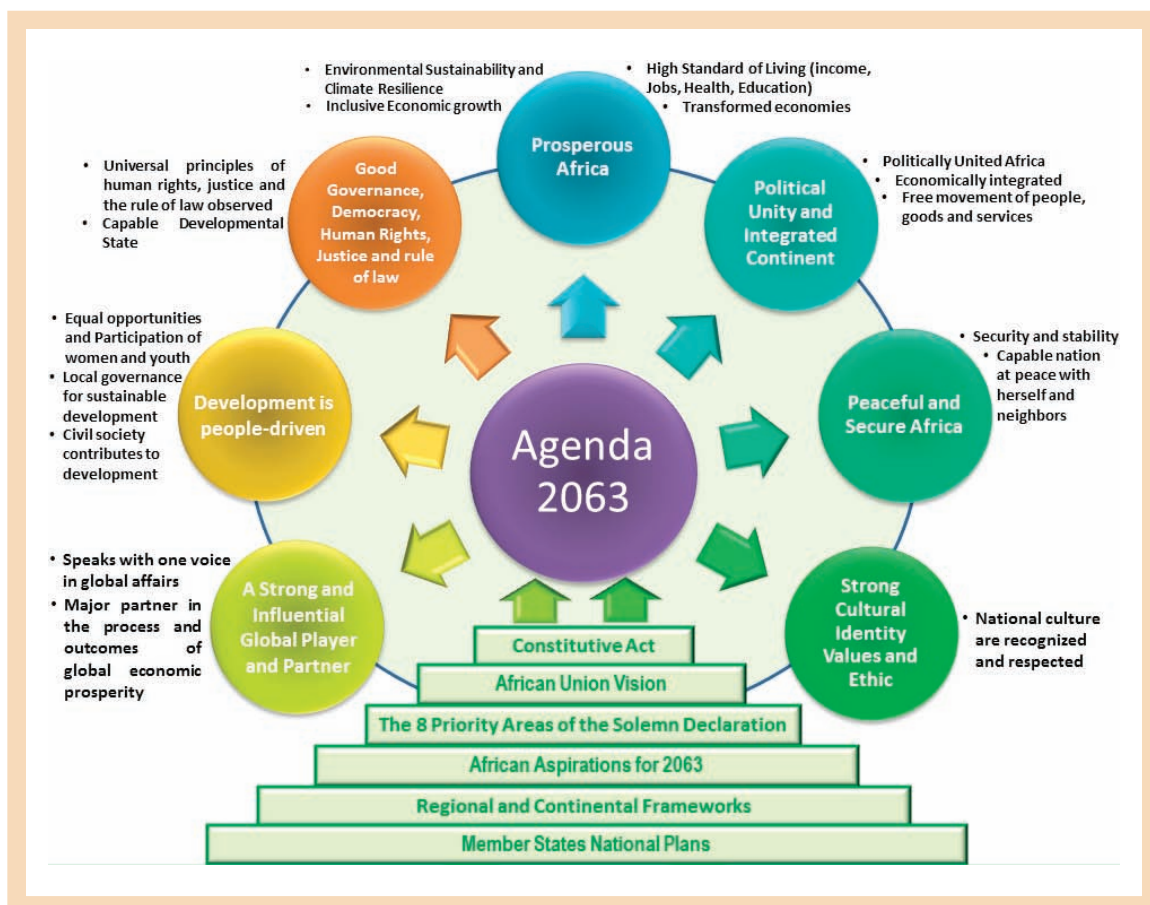 • Environmental Sustainability and
Climate Resilience
• Inclusive Economic growth
• High Standard of Living (income,
Jobs, Health, Education)
• Transformed economies
Prosperous
Africa
• Universal principles of
human rights, justice and
the rule of law observed
• Capable Developmental
State
Good
Governance,
Democracy,
Human Rights,
Justice and rule
of law
Political
Unity and
Integrated
Continent
• Politically United Africa
• Economically integrated
• Free movement of people,
goods and services
• Equal opportunities
and Participation of
women and youth
• Local governance
for sustainable
development
• Civil society
contributes to
development
Development is
people-driven
Agenda
2063
Peaceful and
Secure Africa
• Security and stability
• Capable nation
at peace with
herself and
neighbors
• Speaks with one voice
in global affairs
• Major partner in
the process and
outcomes of
global economic
prosperity
A Strong and
Influential
Global Player
and Partner
Strong
Cultural
Identity
Values and
Ethic
• National culture
are recognized
and respected
Constitutive Act
African Union Vision
The 8 Priority Areas of the Solemn Declaration
African Aspirations for 2063
Regional and Continental Frameworks
Member States National Plans